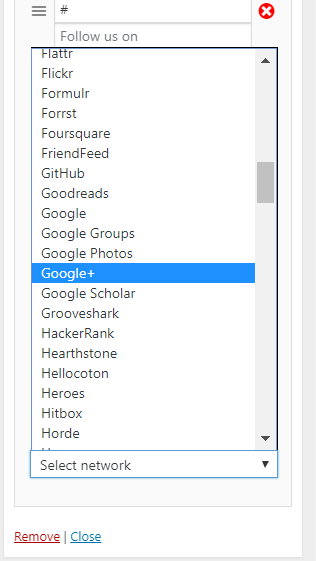 #
Follow us on
Flattr
Flickr
Formulr
Forrst
Foursquare
FriendFeed
GitHub
Goodreads
Google
Google Groups
Google Photos
Google+
Google Scholar
Grooveshark
HackerRank
Hearthstone
Hellocoton
Heroes
Hitbox
Horde
Select network
Remove | Close